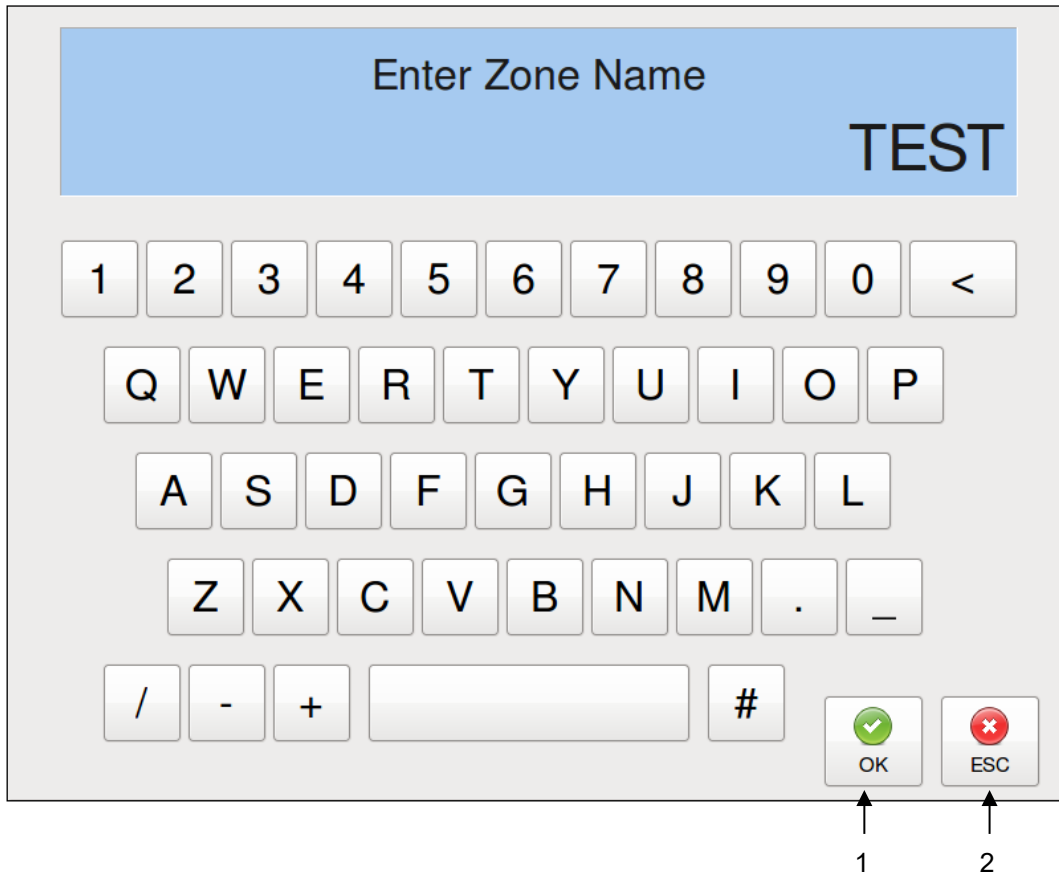 Enter Zone Name
TEST
1 2 3 4 5 6 7 8 9 0 <
Q W E R T Y U I O P
A S D F G H J K L
Z X C V B N M . _
/ - + #
OK ESC
1 2